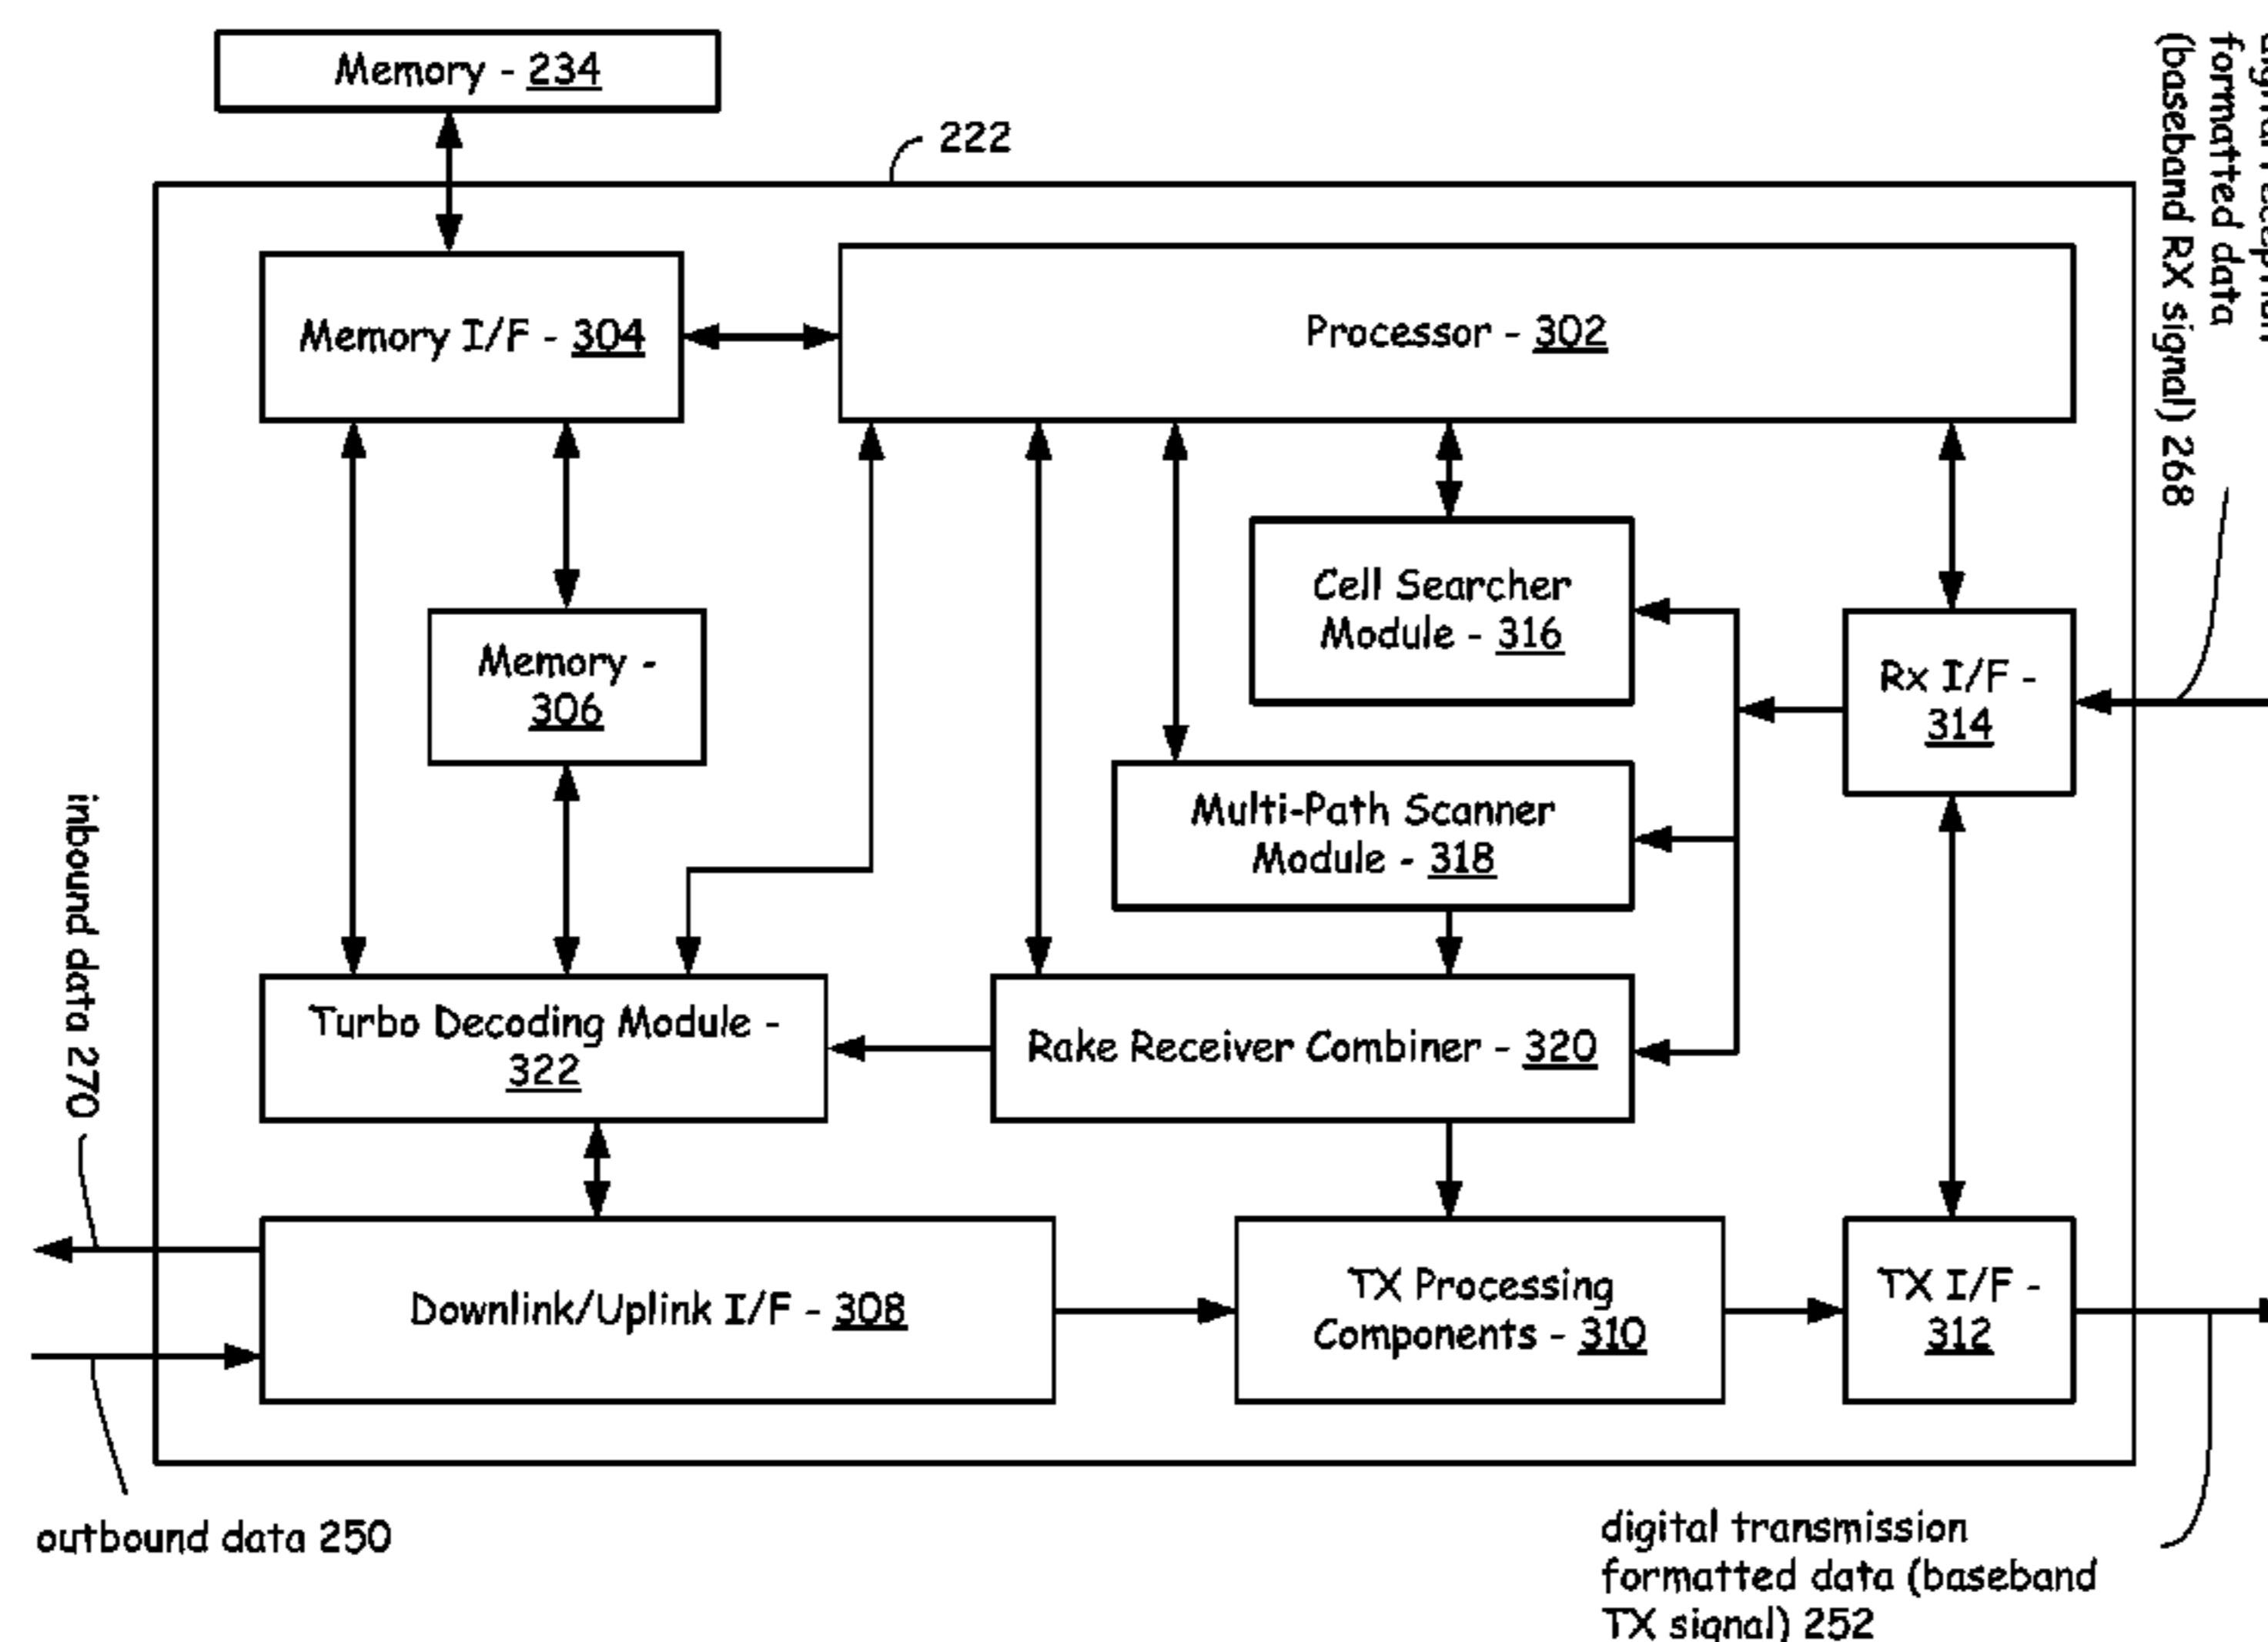 Memory - 234
222
formatted data
(baseband RX signal) 268
Memory I/F - 304
Processor - 302
Cell Searcher
Module - 316
Memory -
306
Rx I/F -
314
Multi-Path Scanner
Module - 318
inbound data 270
Turbo Decoding Module -
322
Rake Receiver Combiner - 320
Downlink/Uplink I/F - 308
TX Processing
Components - 310
TX I/F -
312
outbound data 250
digital transmission
formatted data (baseband
TX signal) 252